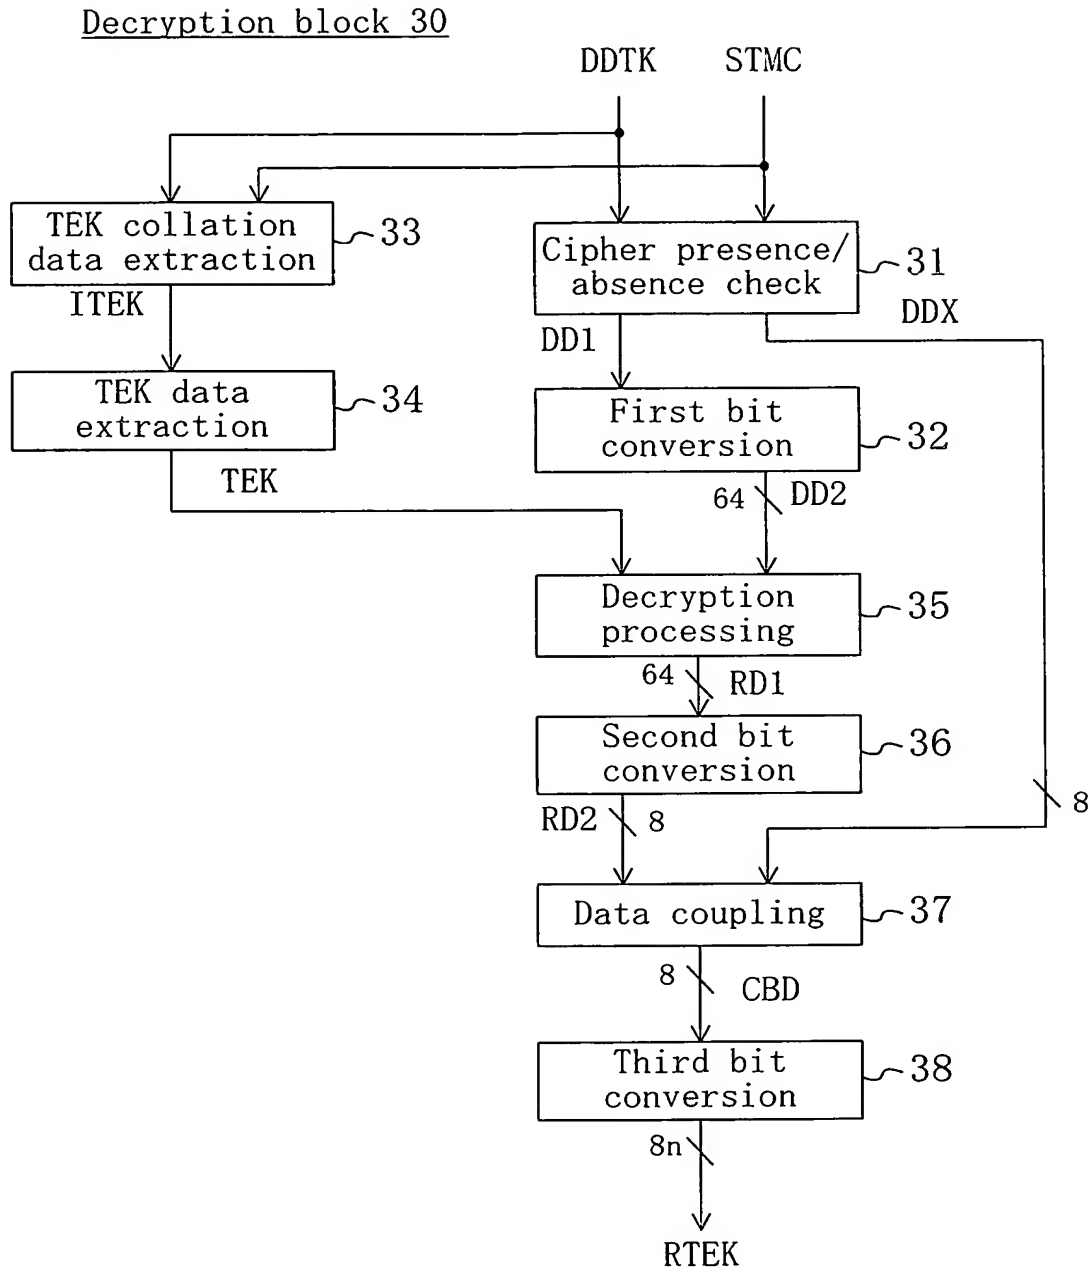 Decryption block 30
DDTK
STMC
TEK collation
data extraction
33
Cipher presence/
absence check
31
ITEK
DD1
DDX
TEK data
extraction
34
First bit
conversion
32
TEK
64
DD2
Decryption
processing
35
64
RD1
Second bit
conversion
36
RD2
8
8
Data coupling
37
8
CBD
Third bit
conversion
38
8n
RTEK